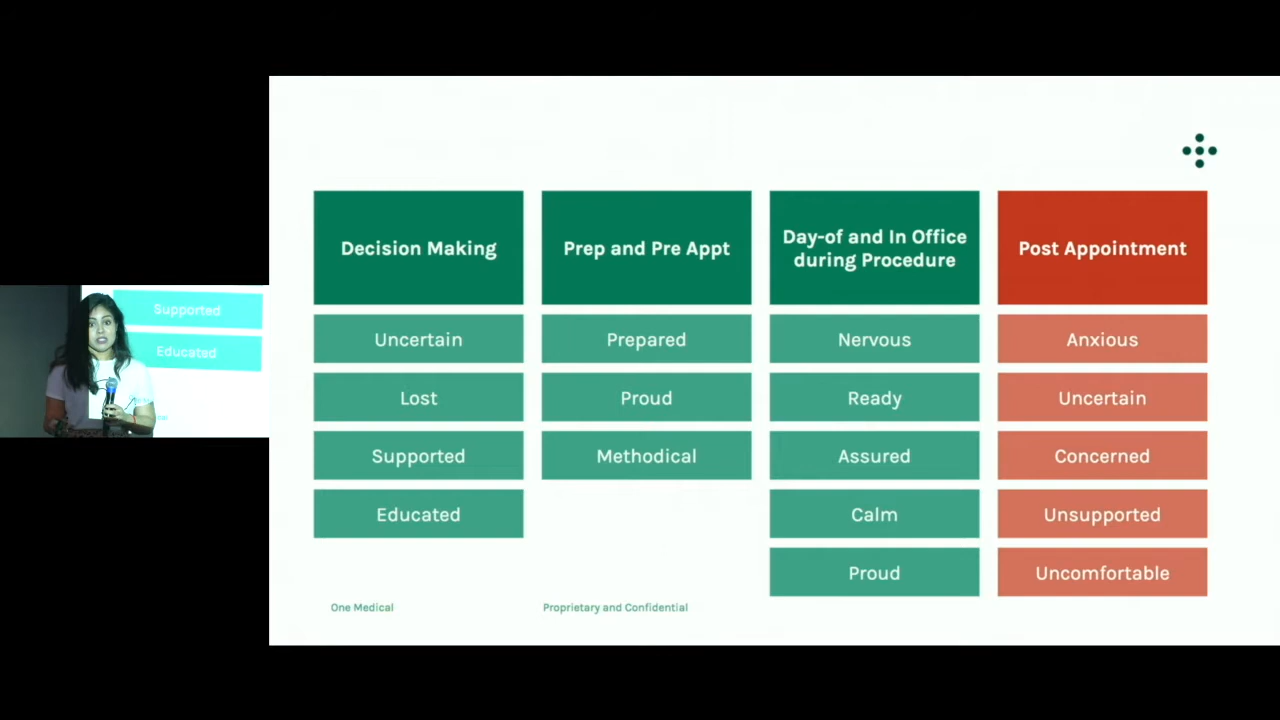 Supported
Educated
Decision Making
Uncertain
Lost
Supported
Educated
Prep and Pre Appt
Prepared
Proud
Methodical
Day-of and In Office
during Procedure
Nervous
Ready
Assured
Calm
Proud
Post Appointment
Anxious
Uncertain
Concerned
Unsupported
Uncomfortable
One Medical
Proprietary and Confidential